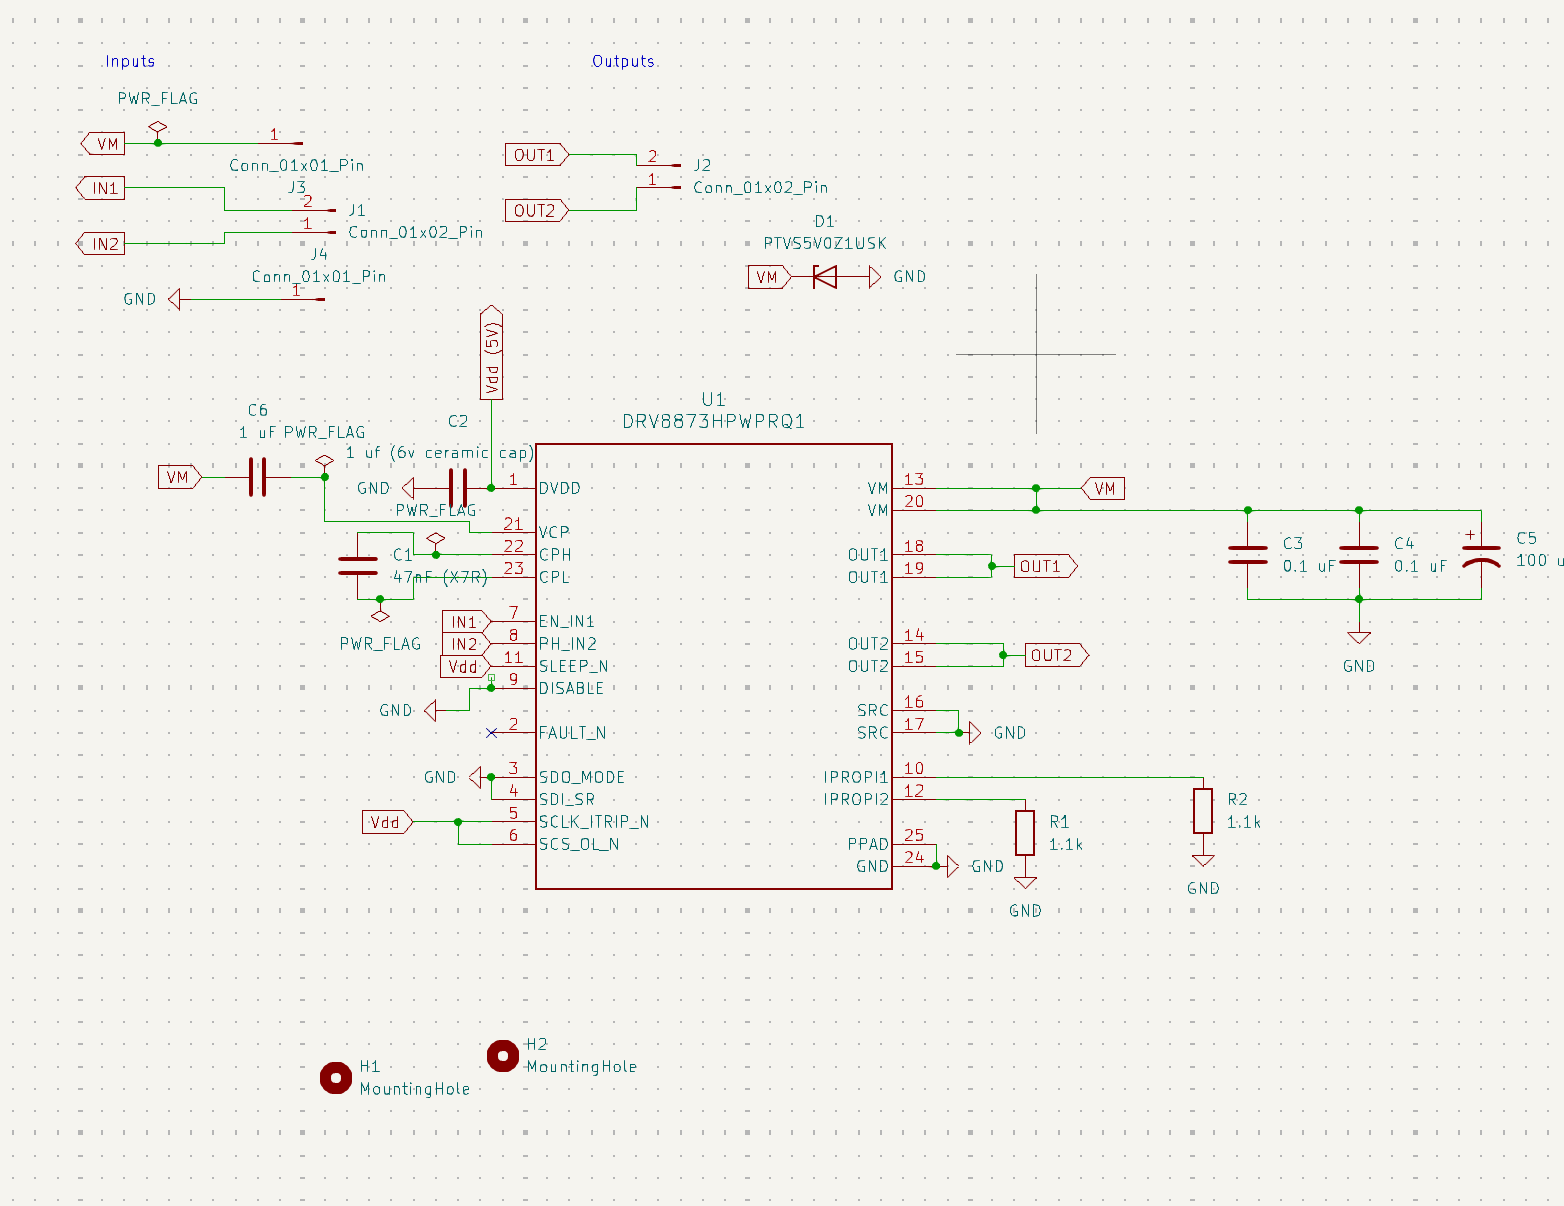 Inputs
Outputs
PWR_FLAG
VM
1
Conn_01x01_Pin
J3
IN1
2
J1
1
Conn_01x02_Pin
IN2
J4
Conn_01x01_Pin
1
GND
OUT1
2
J2
1
Conn_01x02_Pin
OUT2
D1
PTVS5V0Z1USK
VM
GND
Vdd (5V)
C6
1 uF
PWR_FLAG
VM
C2
1 uf (6v ceramic cap)
GND
PWR_FLAG
C1
47nF (X7R)
PWR_FLAG
U1
DRV8873HPWPRQ1
1
DVDD
21
VCP
22
CPH
23
CPL
IN1
7
EN_IN1
IN2
8
PH_IN2
Vdd
11
SLEEP_N
9
DISABLE
GND
2
FAULT_N
GND
3
SDO_MODE
4
SDI_SR
Vdd
5
SCLK_ITRIP_N
6
SCS_OL_N
VM
13
VM
VM
20
OUT1
18
OUT1
19
OUT1
OUT2
14
OUT2
15
OUT2
SRC
16
SRC
17
GND
IPROPI1
10
IPROPI2
12
PPAD
25
GND
24
GND
R1
1.1k
GND
R2
1.1k
GND
C3
0.1 uF
C4
0.1 uF
+
C5
100 u
GND
H1
MountingHole
H2
MountingHole